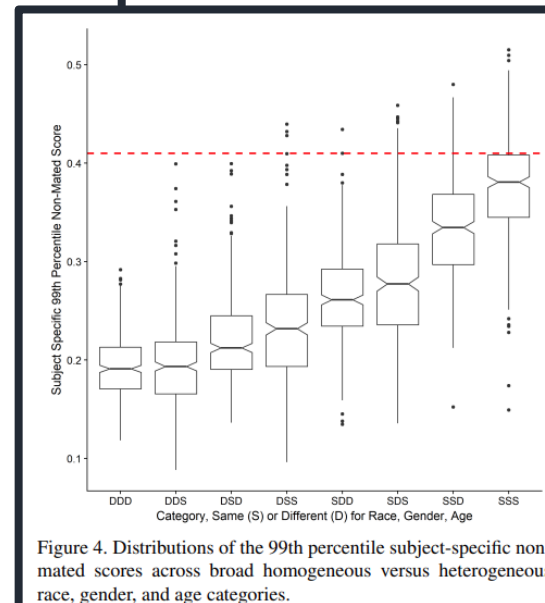 0.5
0.4
0.3
0.2
0.1
Subject Specific 99th Percentile Non-Mated Score
DDD DDS DSD DSS SDD SDS SSD SSS
Category, Same (S) or Different (D) for Race, Gender, Age
Figure 4. Distributions of the 99th percentile subject-specific non-
mated scores across broad homogeneous versus heterogeneous
race, gender, and age categories.